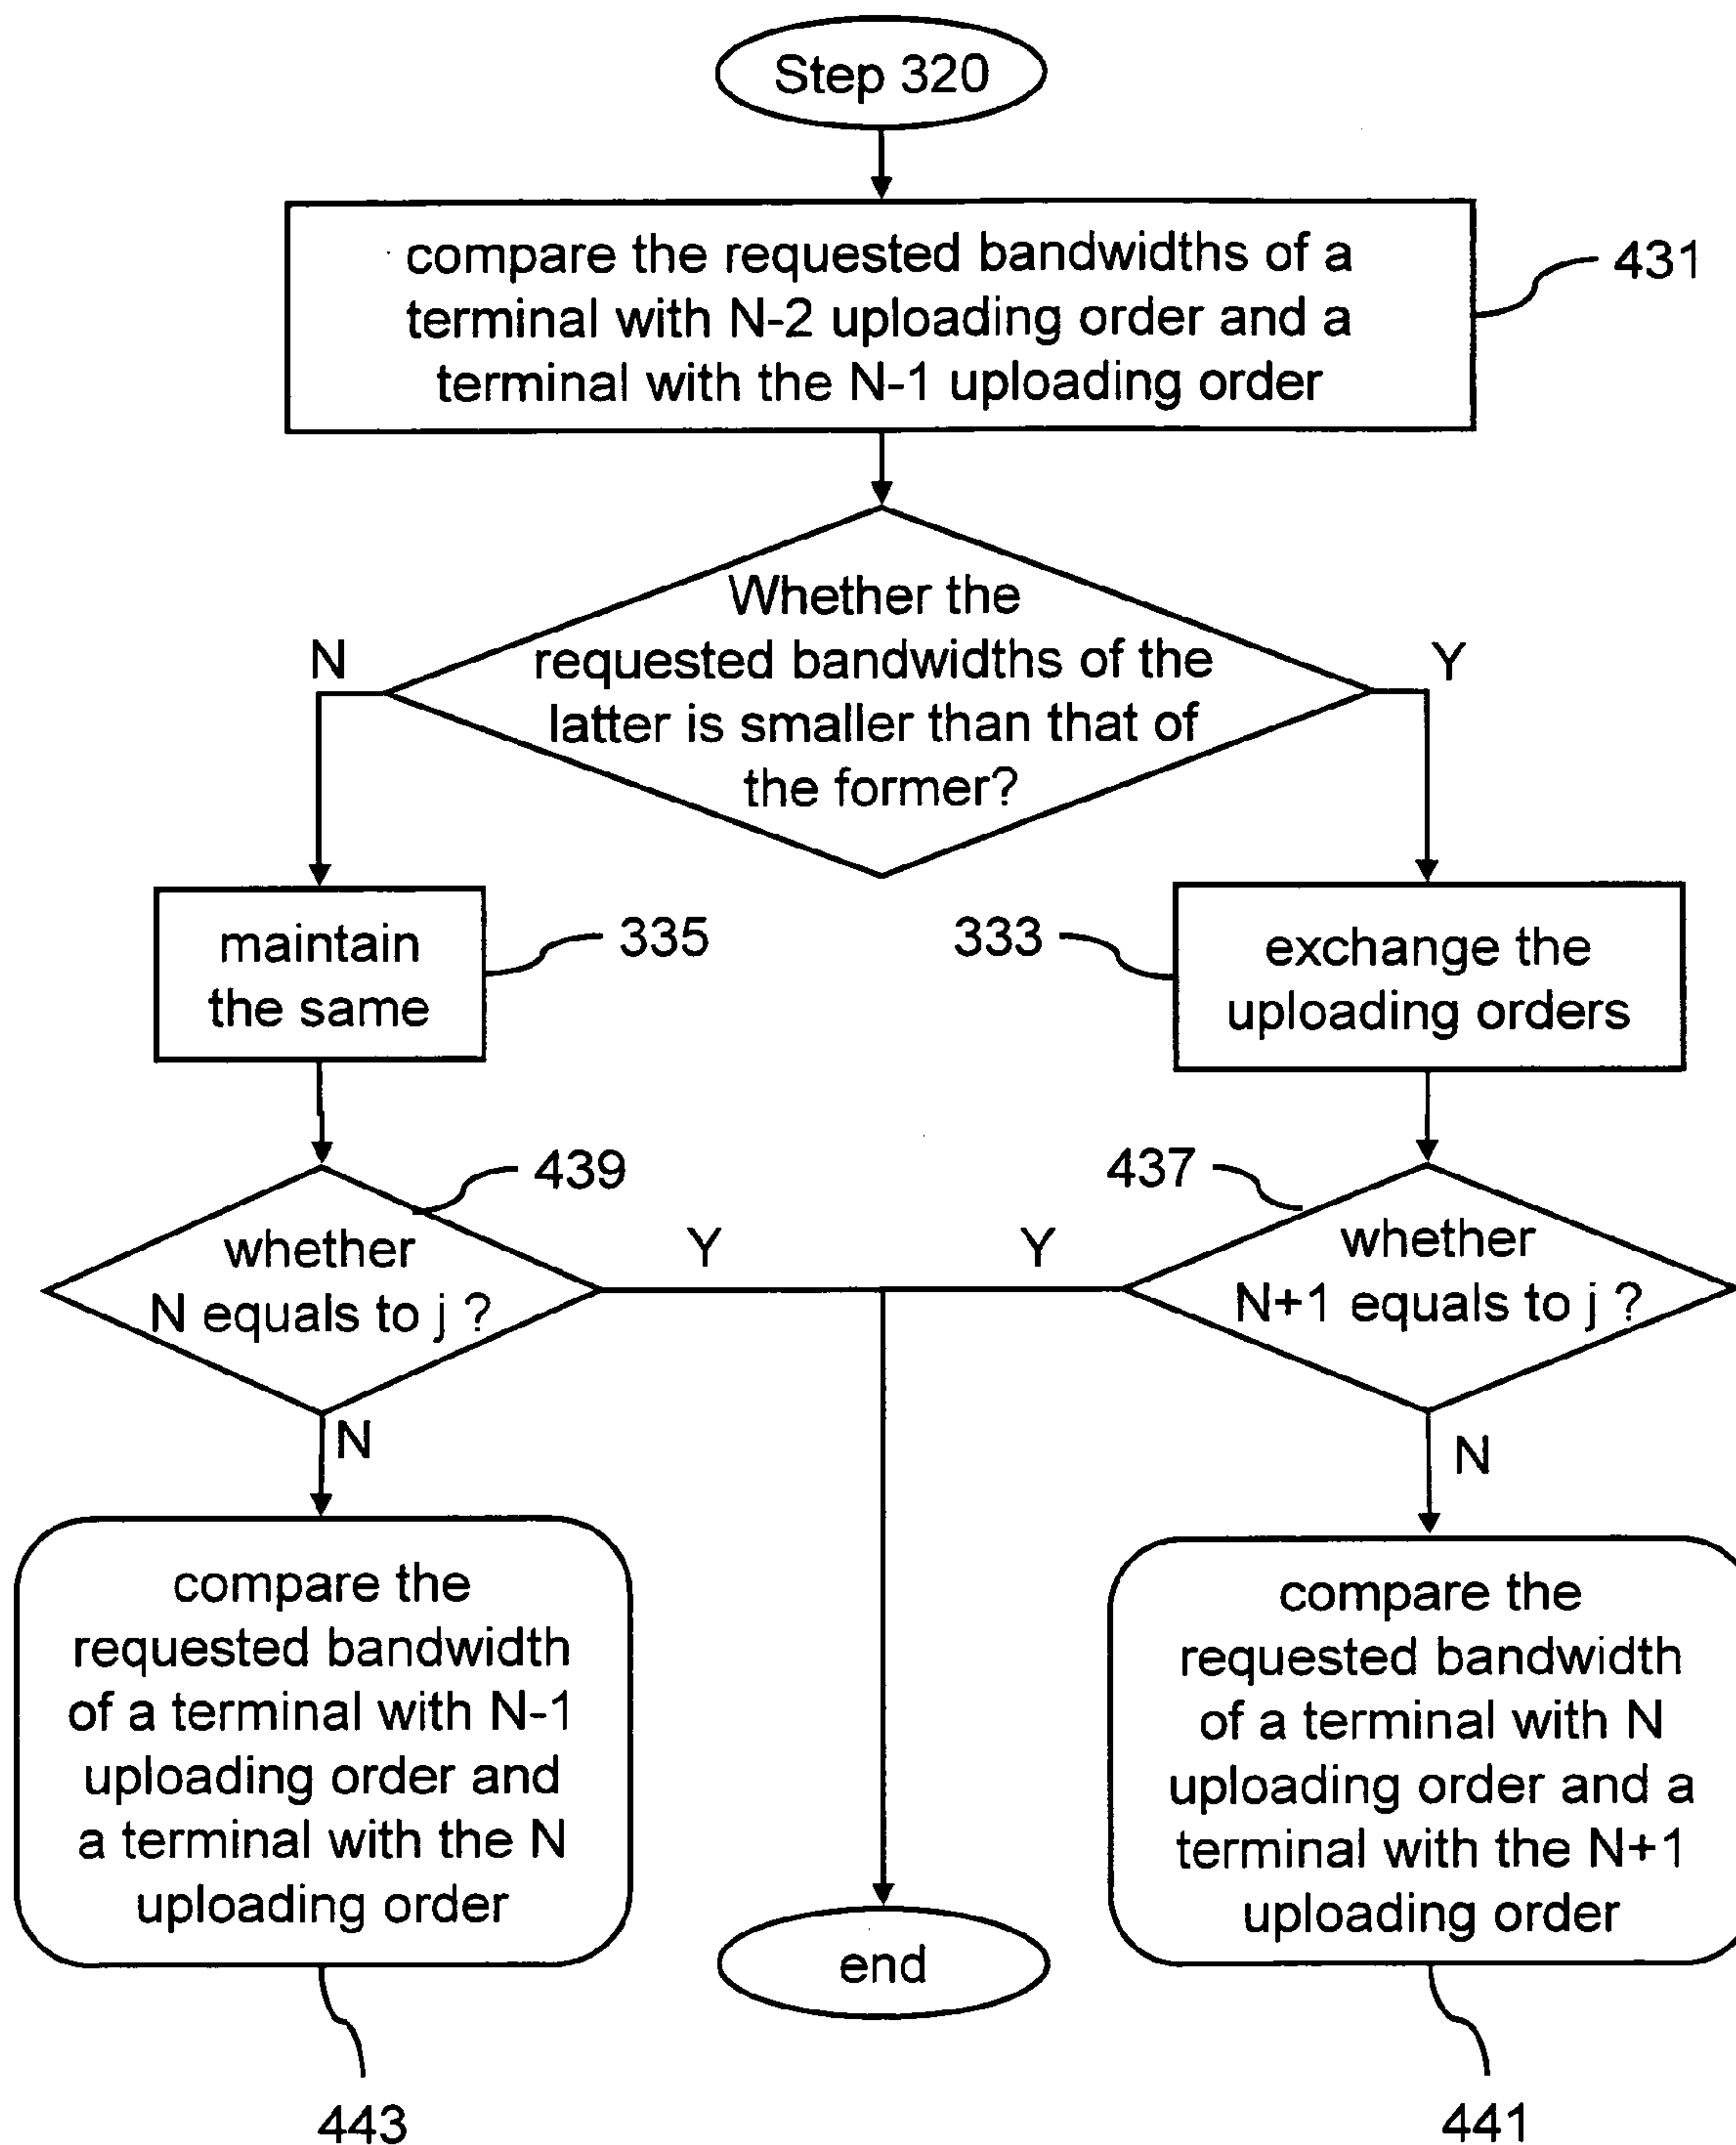 Step 320
compare the requested bandwidths of a
terminal with N-2 uploading order and a
terminal with the N-1 uploading order
431
Whether the
requested bandwidths of the
latter is smaller than that of
the former?
N
Y
maintain
the same
335
333
exchange the
uploading orders
439
437
whether
N equals to j ?
Y
Y
whether
N+1 equals to j ?
N
N
compare the
requested bandwidth
of a terminal with N-1
uploading order and
a terminal with the N
uploading order
end
compare the
requested bandwidth
of a terminal with N
uploading order and a
terminal with the N+1
uploading order
443
441